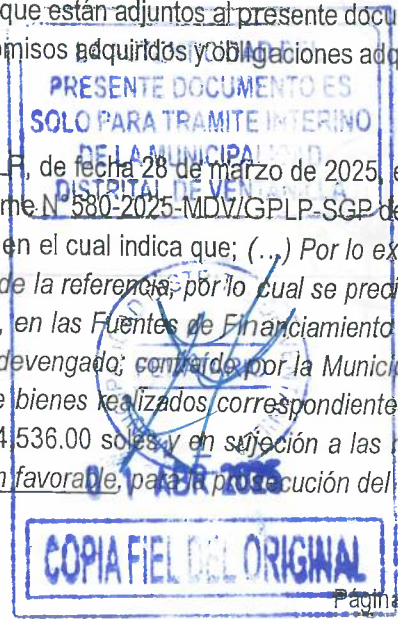 que están adjuntos al presente docu
omisos adquiridos y obligaciones adq
PRESENTE DOCUMENTO ES
SOLO PARA TRAMITE INTERNO
DE LA MUNICIPALIDAD
DISTRITAL DE VENTANILLA
LP, de fecha 28 de marzo de 2025, e
me N° 580-2025-MDV/GPLP-SGP de
en el cual indica que; (...) Por lo ex
de la referencia, por lo cual se preci
, en las Fuentes de Financiamiento
devengado; contraído por la Munici
e bienes realizados correspondiente
4,536.00 soles y en sujeción a las
n favorable, para la prosecución del
ABR 2025
COPIA FIEL DEL ORIGINAL
Página